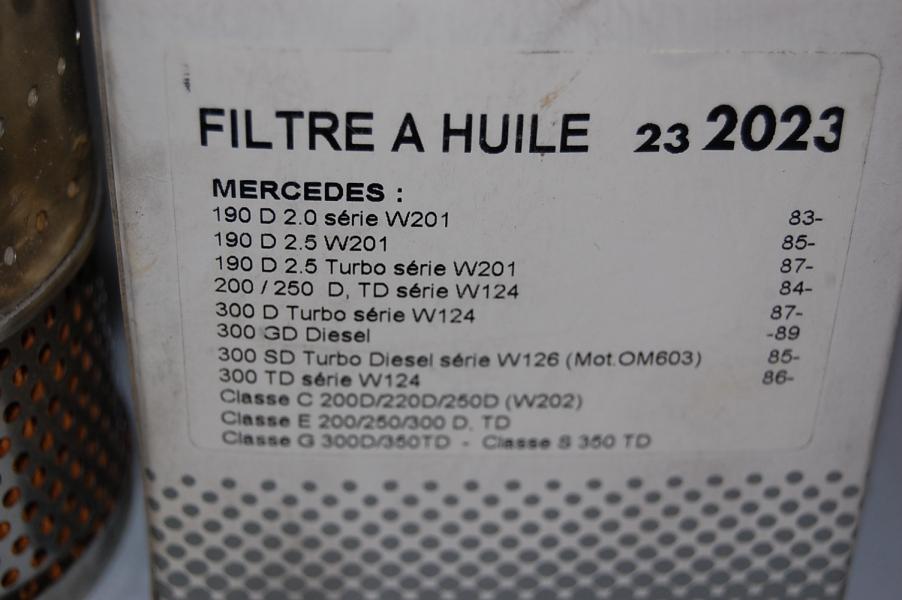 FILTRE A HUILE 23 2023
MERCEDES :
190 D 2.0 série W201 83-
190 D 2.5 W201 85-
190 D 2.5 Turbo série W201 87-
200 / 250 D, TD série W124 84-
300 D Turbo série W124 87-
300 GD Diesel -89
300 SD Turbo Diesel série W126 (Mot.OM603) 85-
300 TD série W124 86-
Classe C 200D/220D/250D (W202)
Classe E 200/250/300 D, TD
Classe G 300D/350TD - Classe S 350 TD